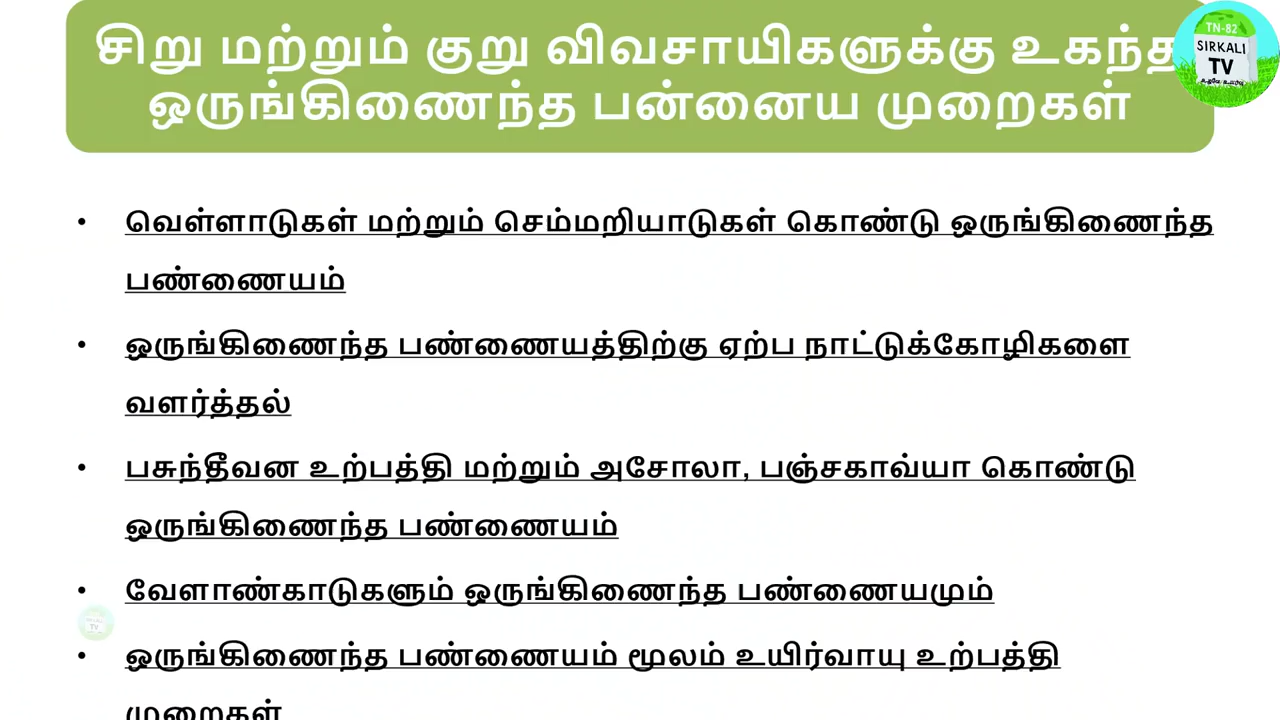 சிறு மற்றும் குறு விவசாயிகளுக்கு உகந்த
ஒருங்கிணைந்த பன்னைய முறைகள்
TN-82
SIRKALI
TV
• வெள்ளாடுகள் மற்றும் செம்மறியாடுகள் கொண்டு ஒருங்கிணைந்த
பண்ணையம்
• ஒருங்கிணைந்த பண்ணையத்திற்கு ஏற்ப நாட்டுக்கோழிகளை
வளர்த்தல்
• பசுந்தீவன உற்பத்தி மற்றும் அசோலா, பஞ்சகாவ்யா கொண்டு
ஒருங்கிணைந்த பண்ணையம்
• வேளாண்காடுகளும் ஒருங்கிணைந்த பண்ணையமும்
• ஒருங்கிணைந்த பண்ணையம் மூலம் உயிர்வாயு உற்பத்தி
முறைகள்